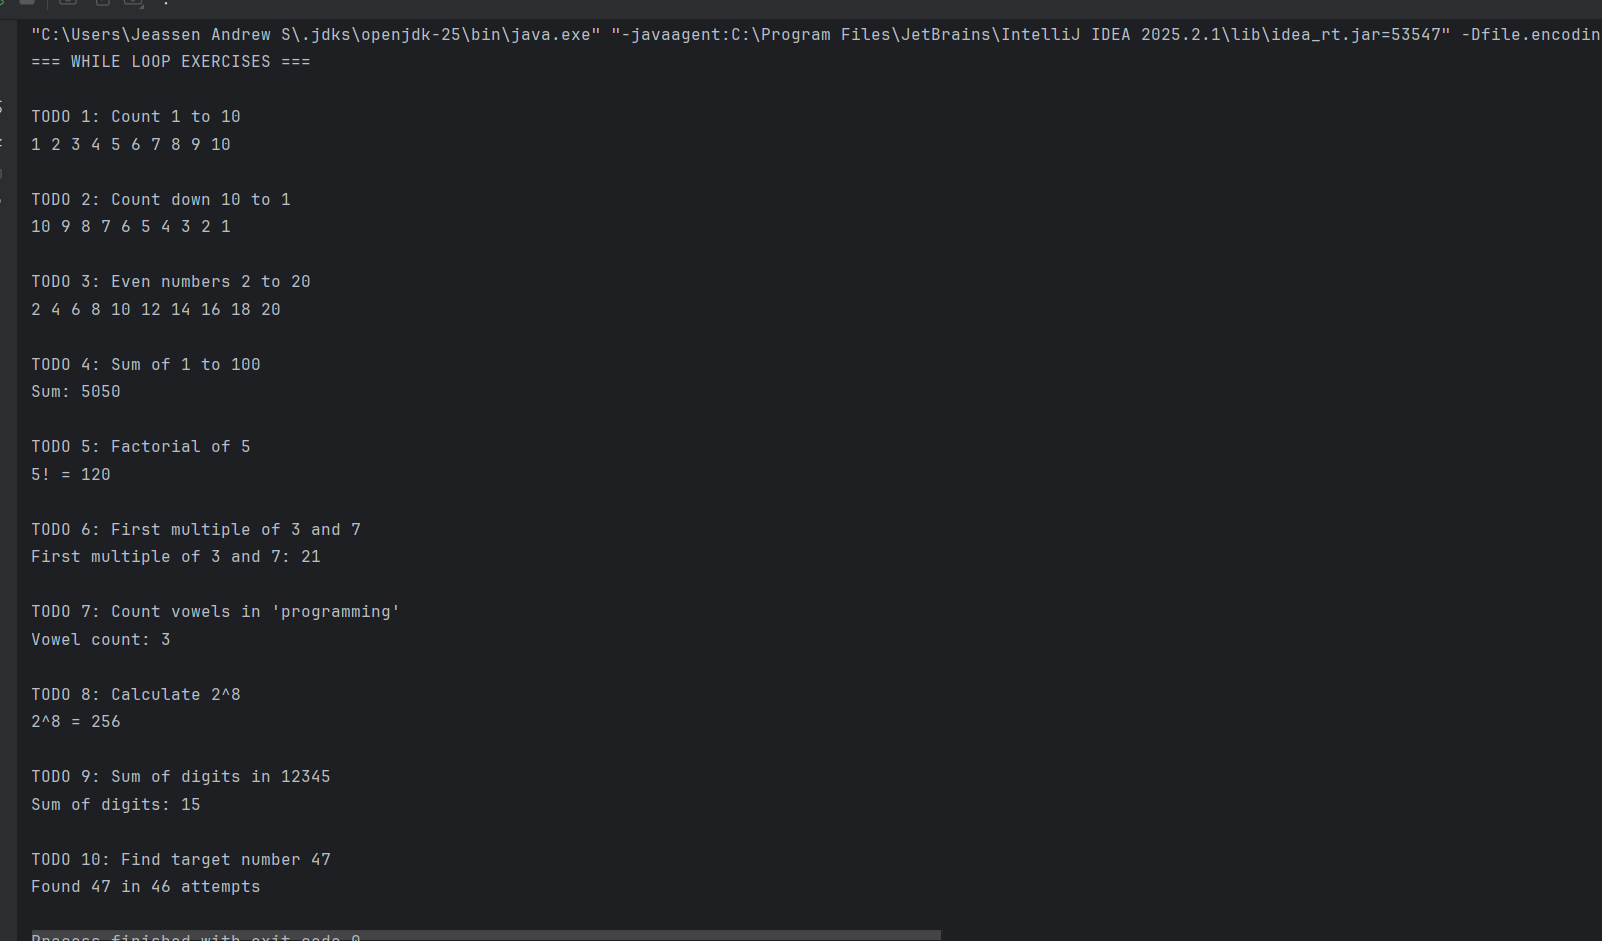 "C:\Users\Jeassen Andrew S\.jdks\openjdk-25\bin\java.exe" "-javaagent:C:\Program Files\JetBrains\IntelliJ IDEA 2025.2.1\lib\idea_rt.jar=53547" -Dfile.encodin
=== WHILE LOOP EXERCISES ===
TODO 1: Count 1 to 10
1 2 3 4 5 6 7 8 9 10
TODO 2: Count down 10 to 1
10 9 8 7 6 5 4 3 2 1
TODO 3: Even numbers 2 to 20
2 4 6 8 10 12 14 16 18 20
TODO 4: Sum of 1 to 100
Sum: 5050
TODO 5: Factorial of 5
5! = 120
TODO 6: First multiple of 3 and 7
First multiple of 3 and 7: 21
TODO 7: Count vowels in 'programming'
Vowel count: 3
TODO 8: Calculate 2^8
2^8 = 256
TODO 9: Sum of digits in 12345
Sum of digits: 15
TODO 10: Find target number 47
Found 47 in 46 attempts
Process finished with exit code 0